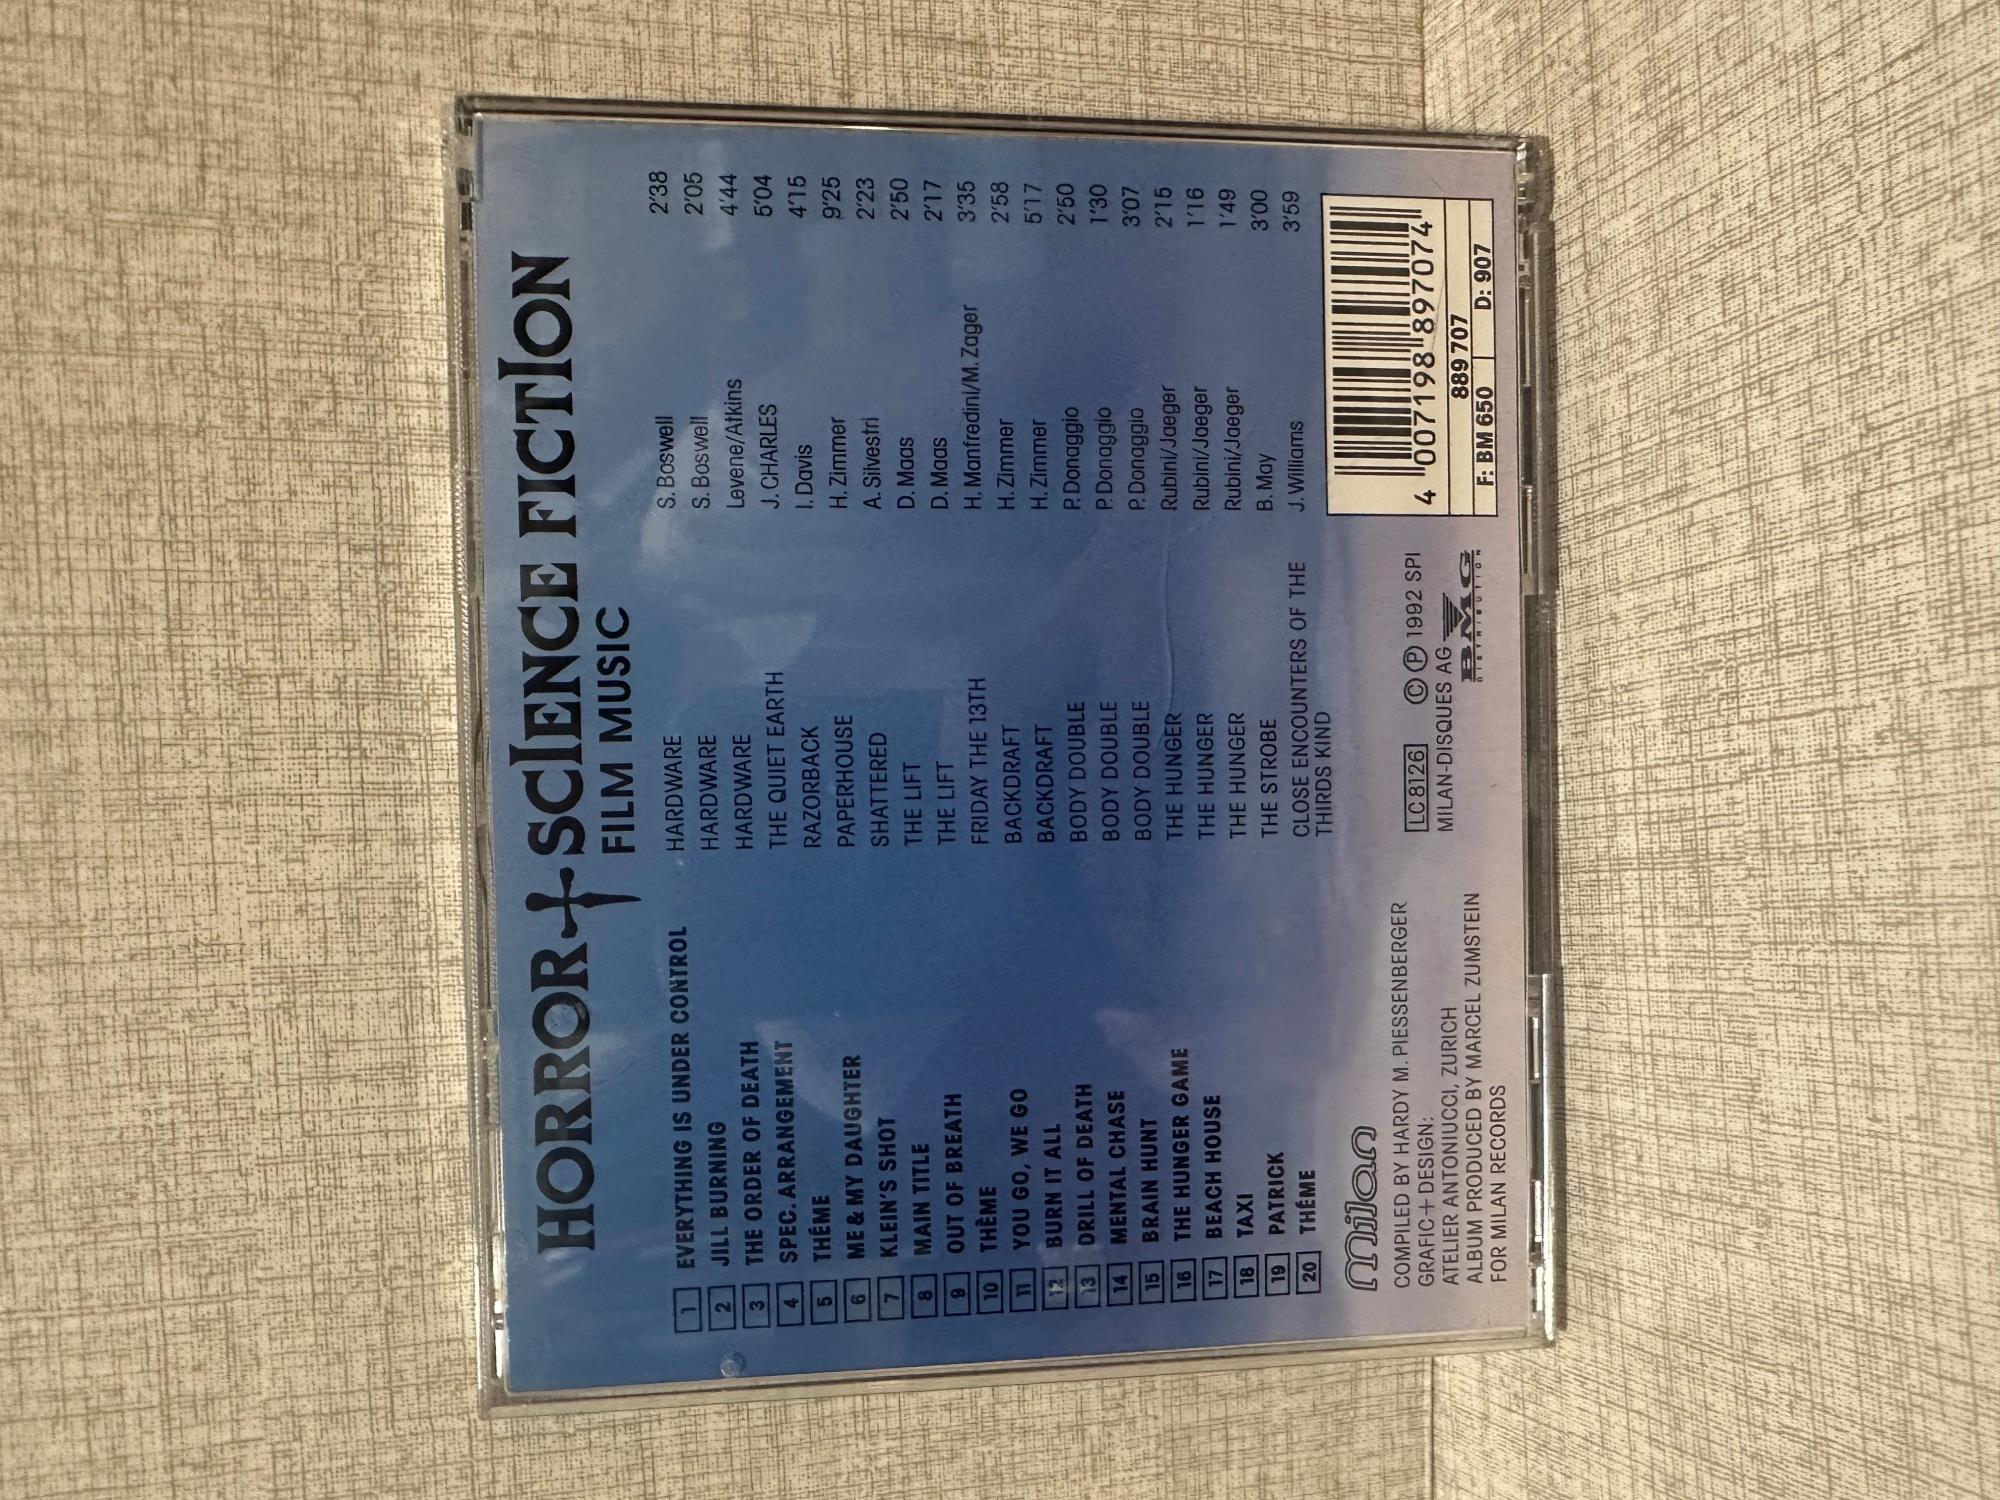 HORROR + SCIENCE FICTION
FILM MUSIC
1 EVERYTHING IS UNDER CONTROL HARDWARE S. Boswell 2'38
2 JILL BURNING HARDWARE S. Boswell 2'05
3 THE ORDER OF DEATH HARDWARE Levene/Atkins 4'44
4 SPEC. ARRANGEMENT THE QUIET EARTH J. CHARLES 5'04
5 THÉME RAZORBACK I. Davis 4'15
6 ME & MY DAUGHTER PAPERHOUSE H. Zimmer 9'25
7 KLEIN'S SHOT SHATTERED A. Silvestri 2'23
8 MAIN TITLE THE LIFT D. Maas 2'50
9 OUT OF BREATH THE LIFT D. Maas 2'17
10 THÈME FRIDAY THE 13TH H. Manfredini/M. Zager 3'35
11 YOU GO, WE GO BACKDRAFT H. Zimmer 2'58
12 BURN IT ALL BACKDRAFT H. Zimmer 5'17
13 DRILL OF DEATH BODY DOUBLE P. Donaggio 2'50
14 MENTAL CHASE BODY DOUBLE P. Donaggio 1'30
15 BRAIN HUNT BODY DOUBLE P. Donaggio 3'07
16 THE HUNGER GAME THE HUNGER Rubini/Jaeger 2'15
17 BEACH HOUSE THE HUNGER Rubini/Jaeger 1'16
18 TAXI THE HUNGER Rubini/Jaeger 1'49
19 PATRICK THE STROBE B. May 3'00
20 THÉME CLOSE ENCOUNTERS OF THE J. Williams 3'59
THIRDS KIND
milan
COMPILED BY HARDY M. PIESSENBERGER
GRAFIC + DESIGN:
ATELIER ANTONIUCCI, ZURICH
ALBUM PRODUCED BY MARCEL ZUMSTEIN
FOR MILAN RECORDS
LC 8126 © ℗ 1992 SPI
MILAN-DISQUES AG
BMG
DISTRIBUTION
4 007198 897074
889 707
F: BM 650 D: 907